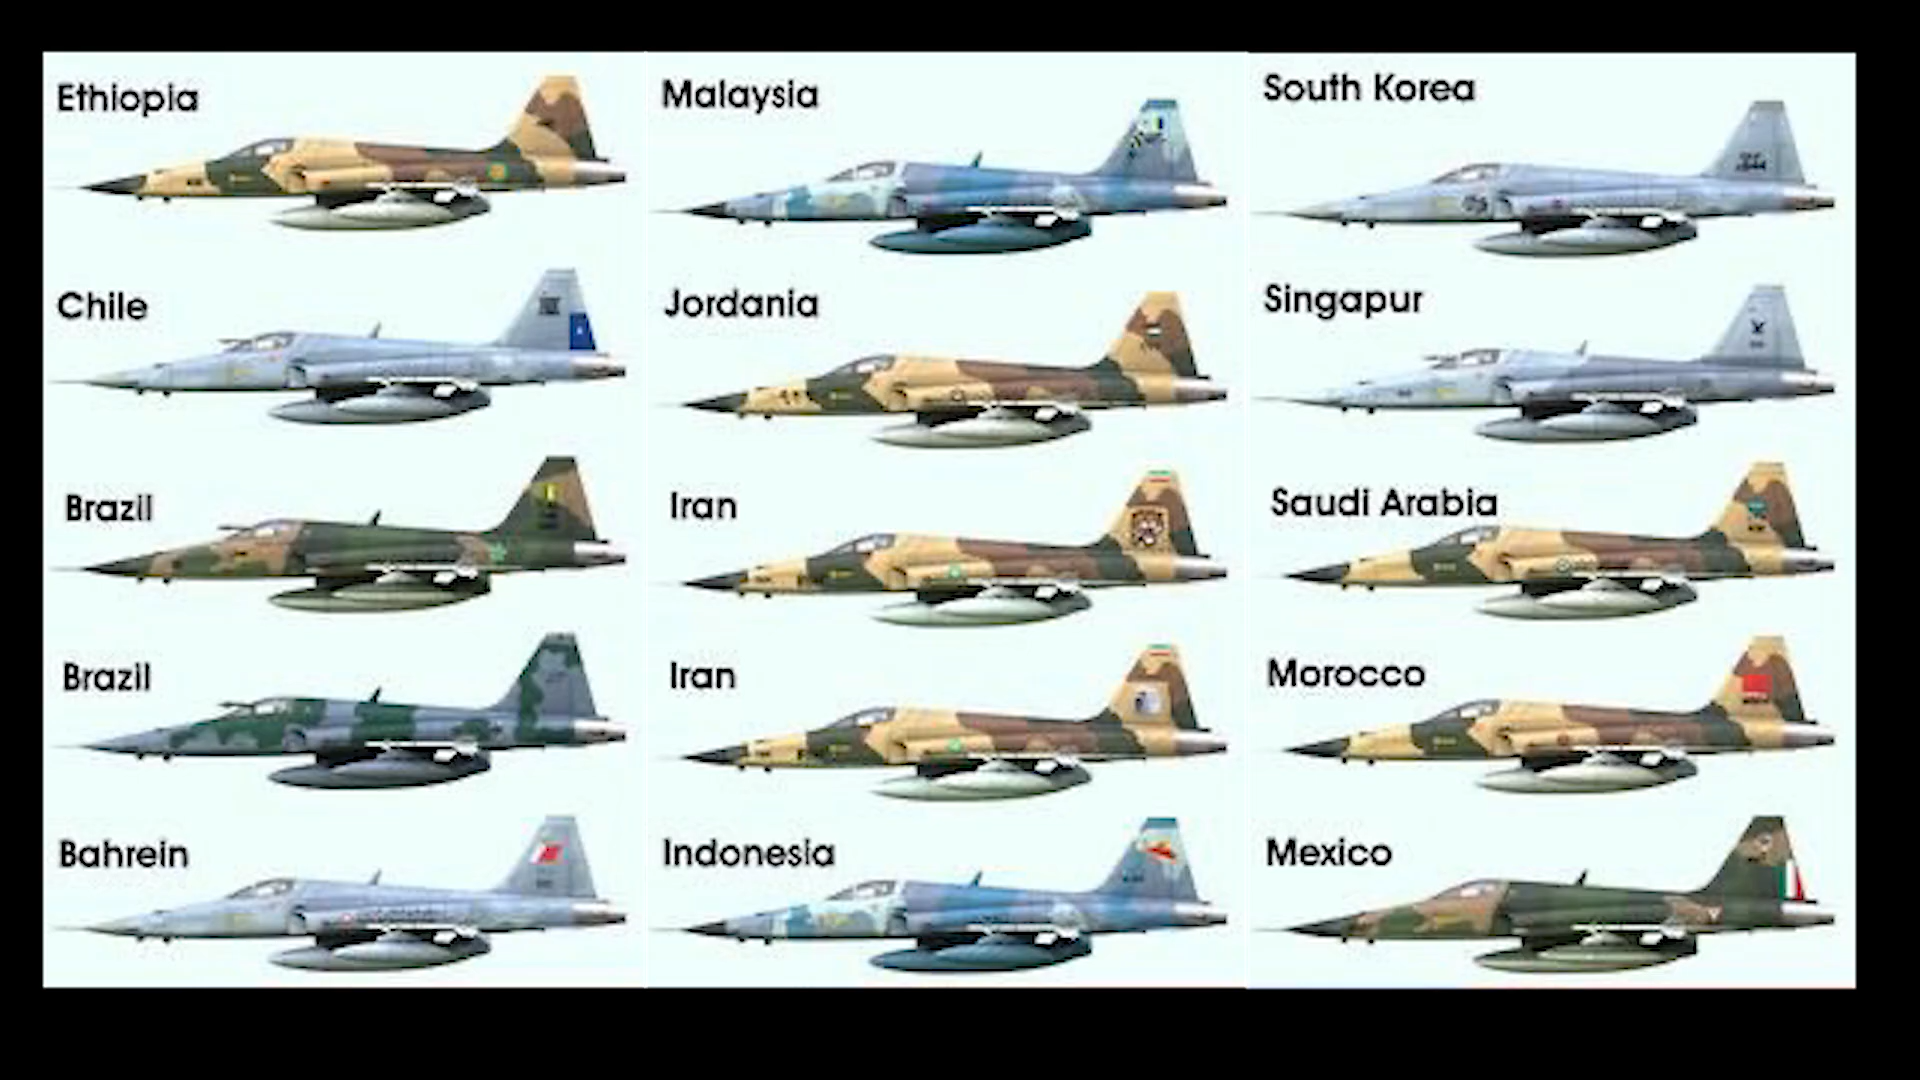 Ethiopia
Malaysia
South Korea
Chile
Jordania
Singapur
Brazil
Iran
Saudi Arabia
Brazil
Iran
Morocco
Bahrein
Indonesia
Mexico